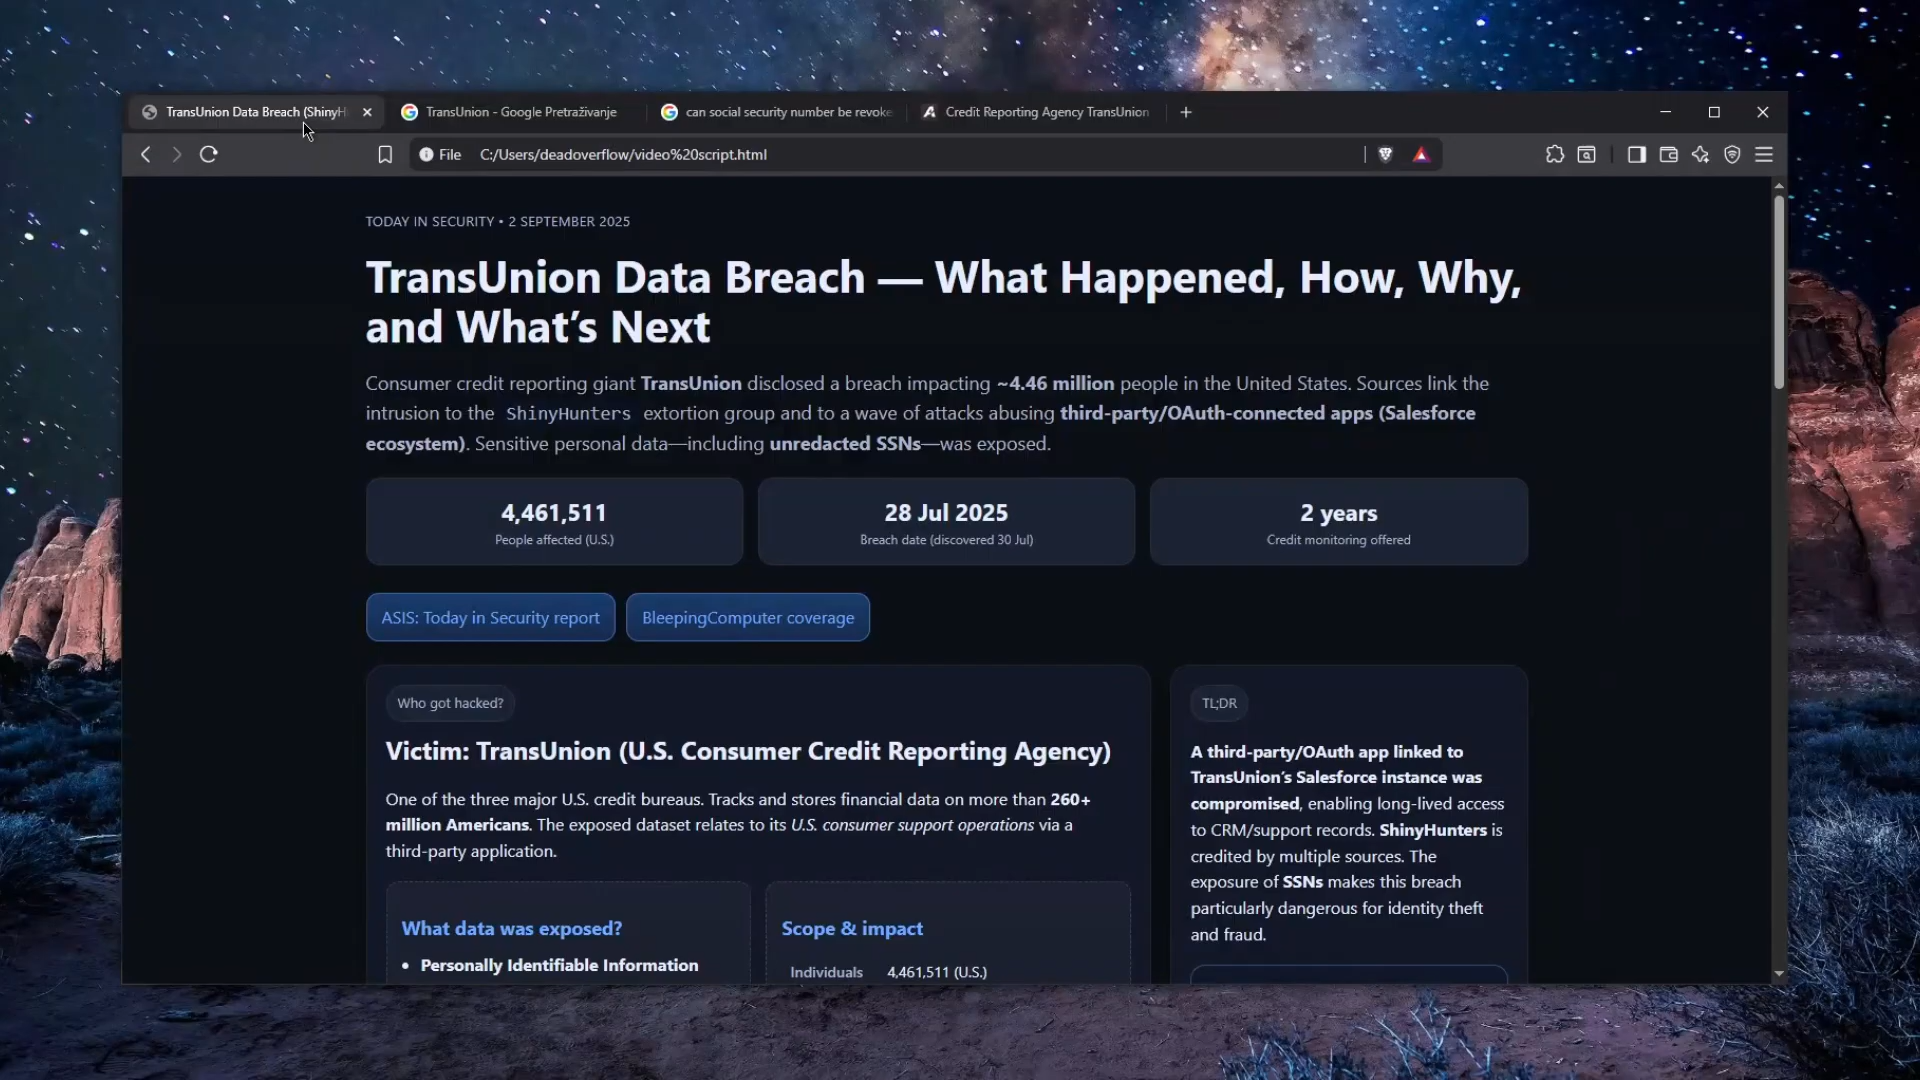 TransUnion Data Breach (ShinyH
TransUnion - Google Pretraživanje
can social security number be revoke
Credit Reporting Agency TransUnion
File C:/Users/deadoverflow/video%20script.html
TODAY IN SECURITY • 2 SEPTEMBER 2025
TransUnion Data Breach — What Happened, How, Why,
and What’s Next
Consumer credit reporting giant TransUnion disclosed a breach impacting ~4.46 million people in the United States. Sources link the
intrusion to the ShinyHunters extortion group and to a wave of attacks abusing third-party/OAuth-connected apps (Salesforce
ecosystem). Sensitive personal data—including unredacted SSNs—was exposed.
4,461,511
People affected (U.S.)
28 Jul 2025
Breach date (discovered 30 Jul)
2 years
Credit monitoring offered
ASIS: Today in Security report
BleepingComputer coverage
Who got hacked?
Victim: TransUnion (U.S. Consumer Credit Reporting Agency)
One of the three major U.S. credit bureaus. Tracks and stores financial data on more than 260+
million Americans. The exposed dataset relates to its U.S. consumer support operations via a
third-party application.
What data was exposed?
• Personally Identifiable Information
Scope & impact
Individuals 4,461,511 (U.S.)
TL;DR
A third-party/OAuth app linked to
TransUnion’s Salesforce instance was
compromised, enabling long-lived access
to CRM/support records. ShinyHunters is
credited by multiple sources. The
exposure of SSNs makes this breach
particularly dangerous for identity theft
and fraud.